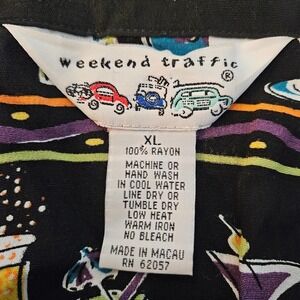 weekend traffic
®
XL
100% RAYON
MACHINE OR
HAND WASH
IN COOL WATER
LINE DRY OR
TUMBLE DRY
LOW HEAT
WARM IRON
NO BLEACH
MADE IN MACAU
RN 62057